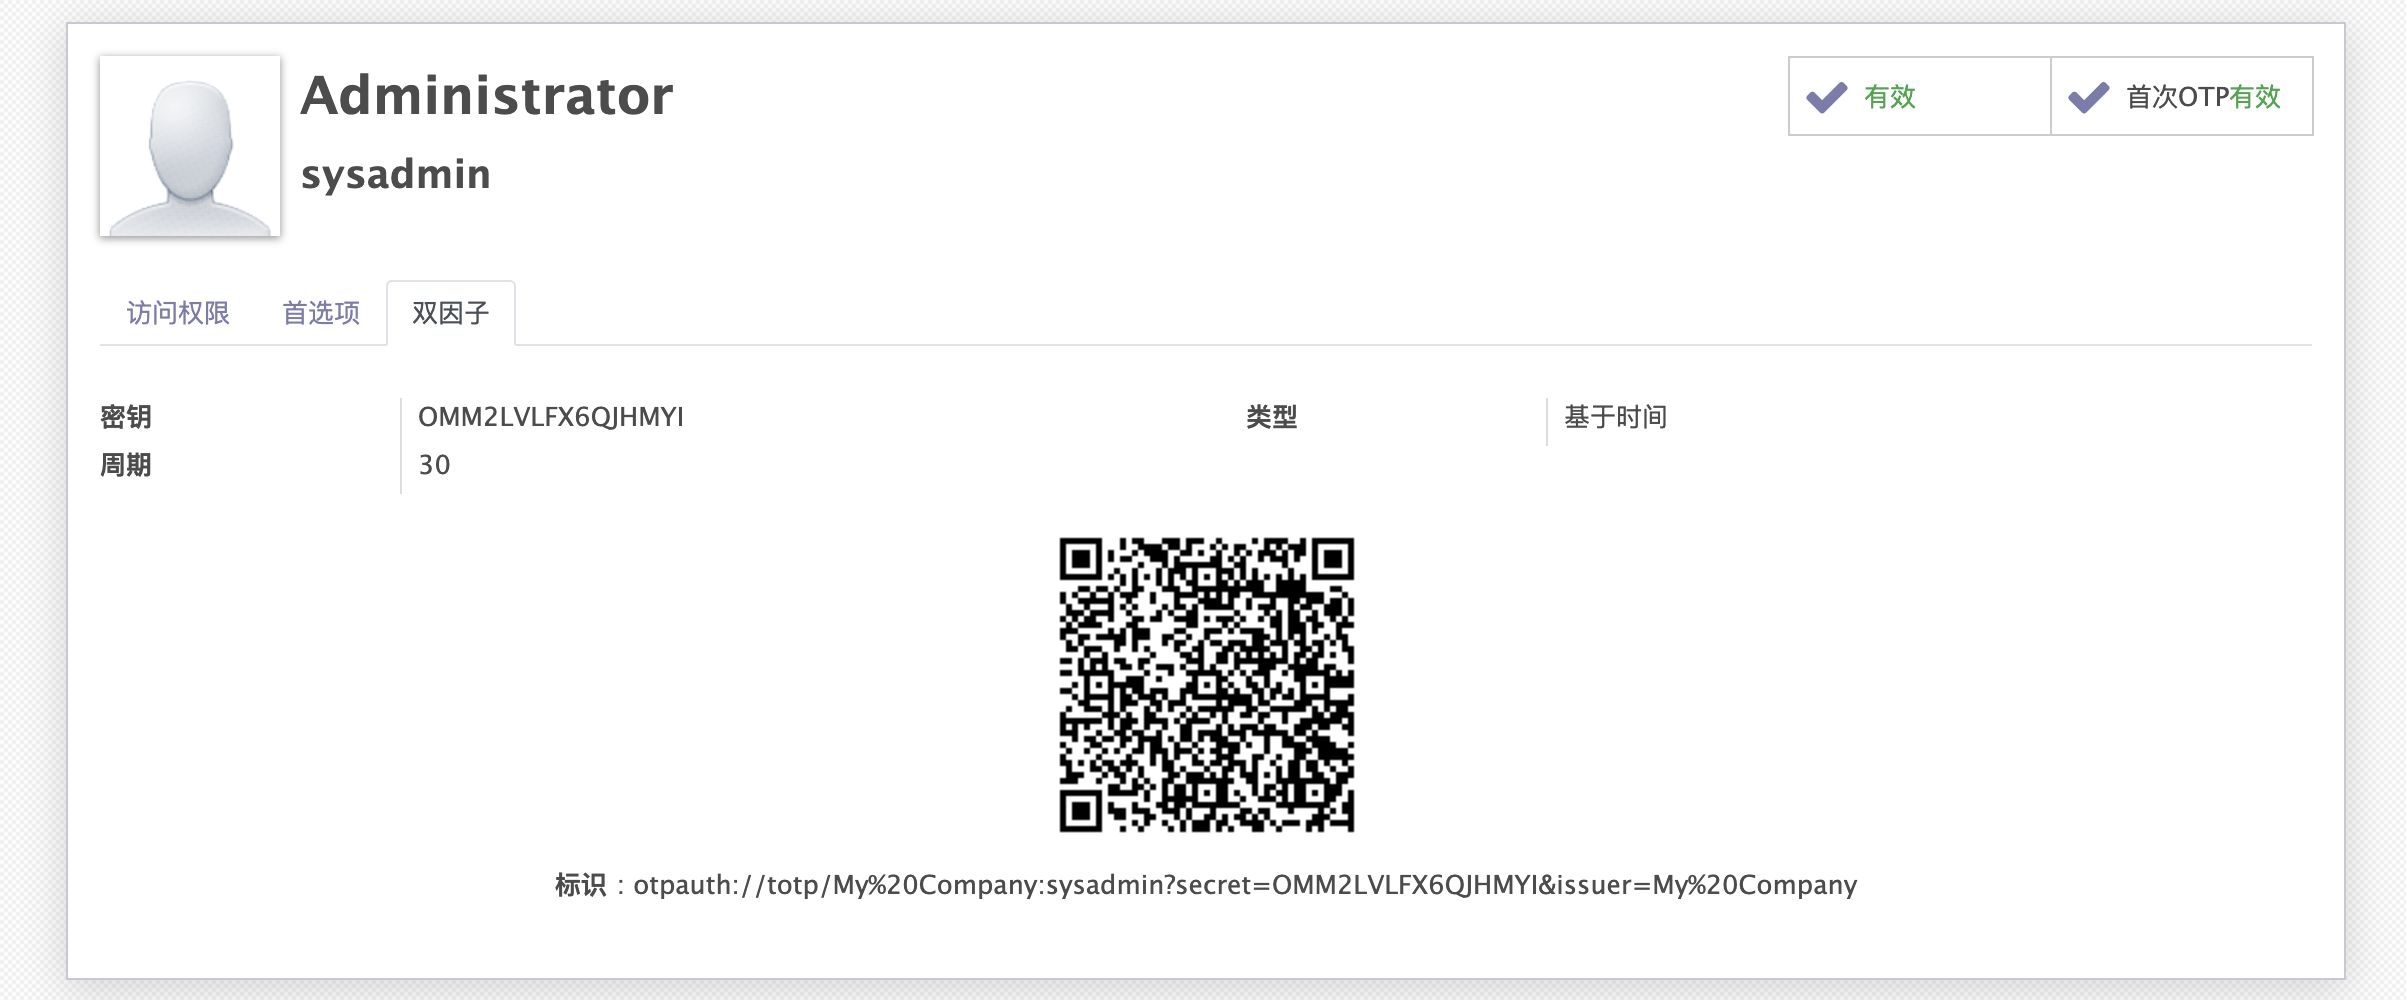 Administrator
sysadmin
有效
首次OTP有效
访问权限
首选项
双因子
密钥
OMM2LVLFX6QJHMYI
类型
基于时间
周期
30
标识：otpauth://totp/My%20Company:sysadmin?secret=OMM2LVLFX6QJHMYI&issuer=My%20Company